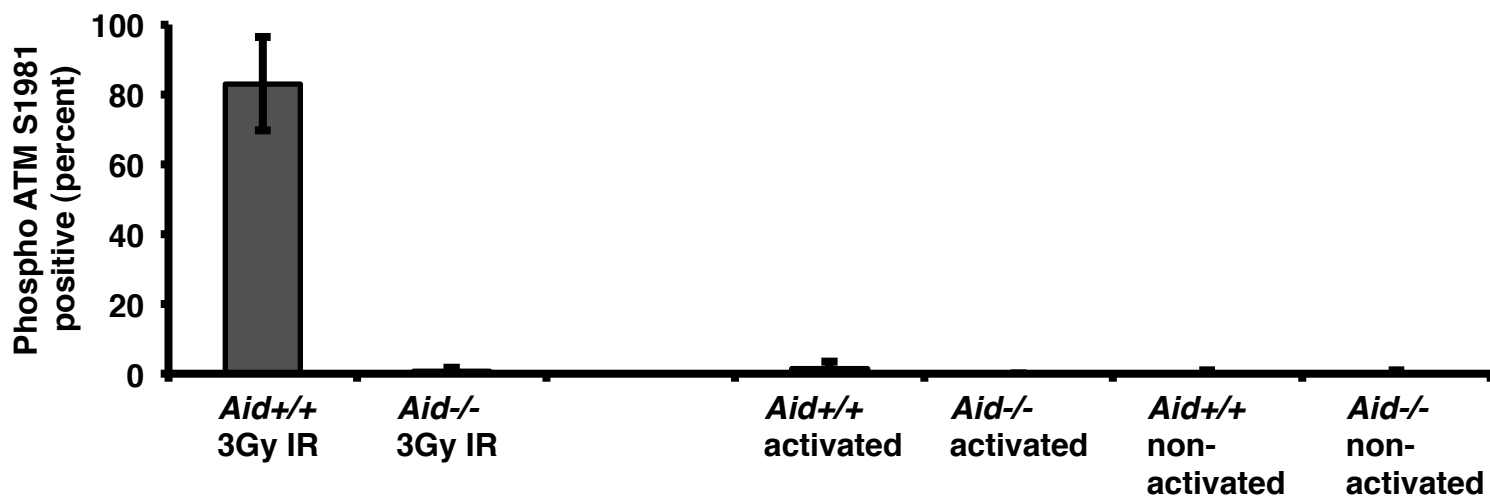 Phospho ATM S1981
positive (percent)
100
80
60
40
20
0
Aid+/+
3Gy IR
Aid-/-
3Gy IR
Aid+/+
activated
Aid-/-
activated
Aid+/+
non-
activated
Aid-/-
non-
activated